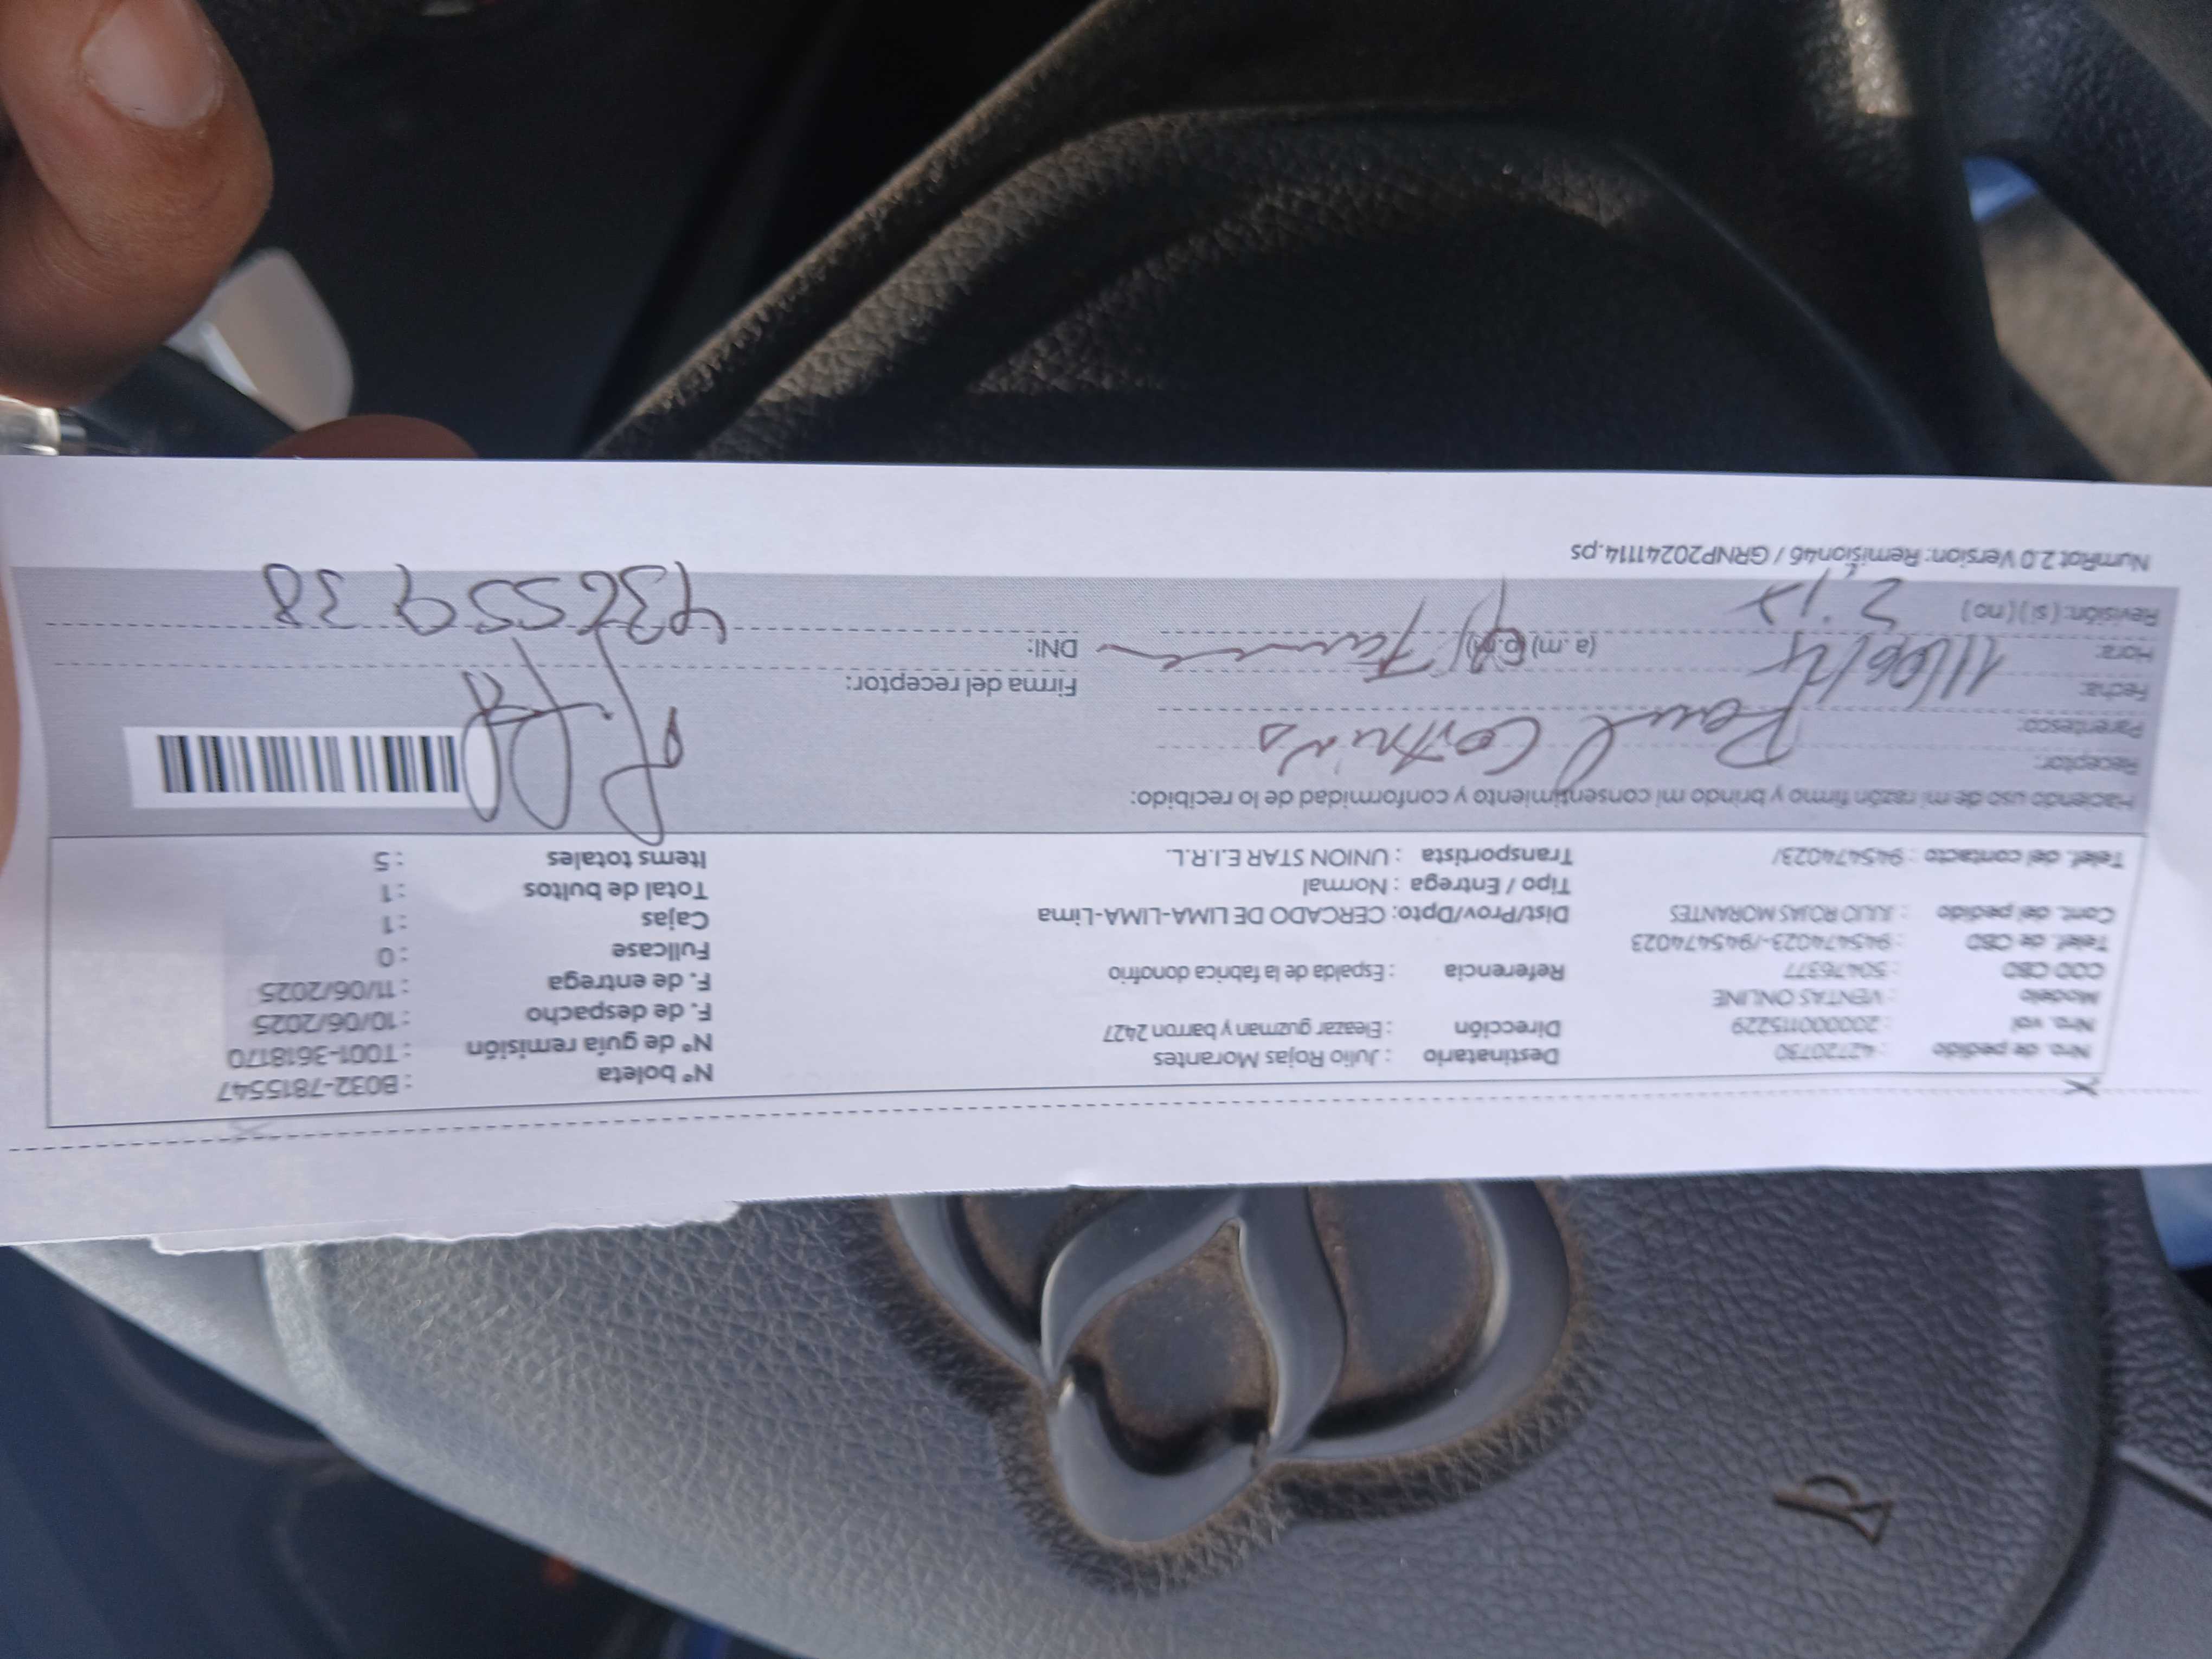 Nro. de pedido : 42720730
Nro. vol : 20000115229
Modelo : VENTAS ONLINE
COD CBD : 50476377
Telef. de CBD : 945474023-/945474023
Cont. del pedido : JULIO ROJAS MORANTES
Telef. del contacto : 945474023/
Destinatario : Julio Rojas Morantes
Dirección : Eleazar guzman y barron 2427
Referencia : Espalda de la fabrica donofrio
Dist/Prov/Dpto: CERCADO DE LIMA-LIMA-Lima
Tipo / Entrega : Normal
Transportista : UNION STAR E.I.R.L.
N° boleta : B032-7815547
N° de guía remisión : T001-3618170
F. de despacho : 10/06/2025
F. de entrega : 11/06/2025
Fullcase : 0
Cajas : 1
Total de bultos : 1
Items totales : 5
Haciendo uso de mi razón firmo y brindo mi consentimiento y conformidad de lo recibido:
Receptor:
Parentesco: Paul
Fecha: 11/06/25
Hora: (a.m) (p.m)
Revisión: ( si ) ( no )
Firma del receptor:
DNI:
NumRot 2.0 Version: Remision46 / GRNP20241114.ps